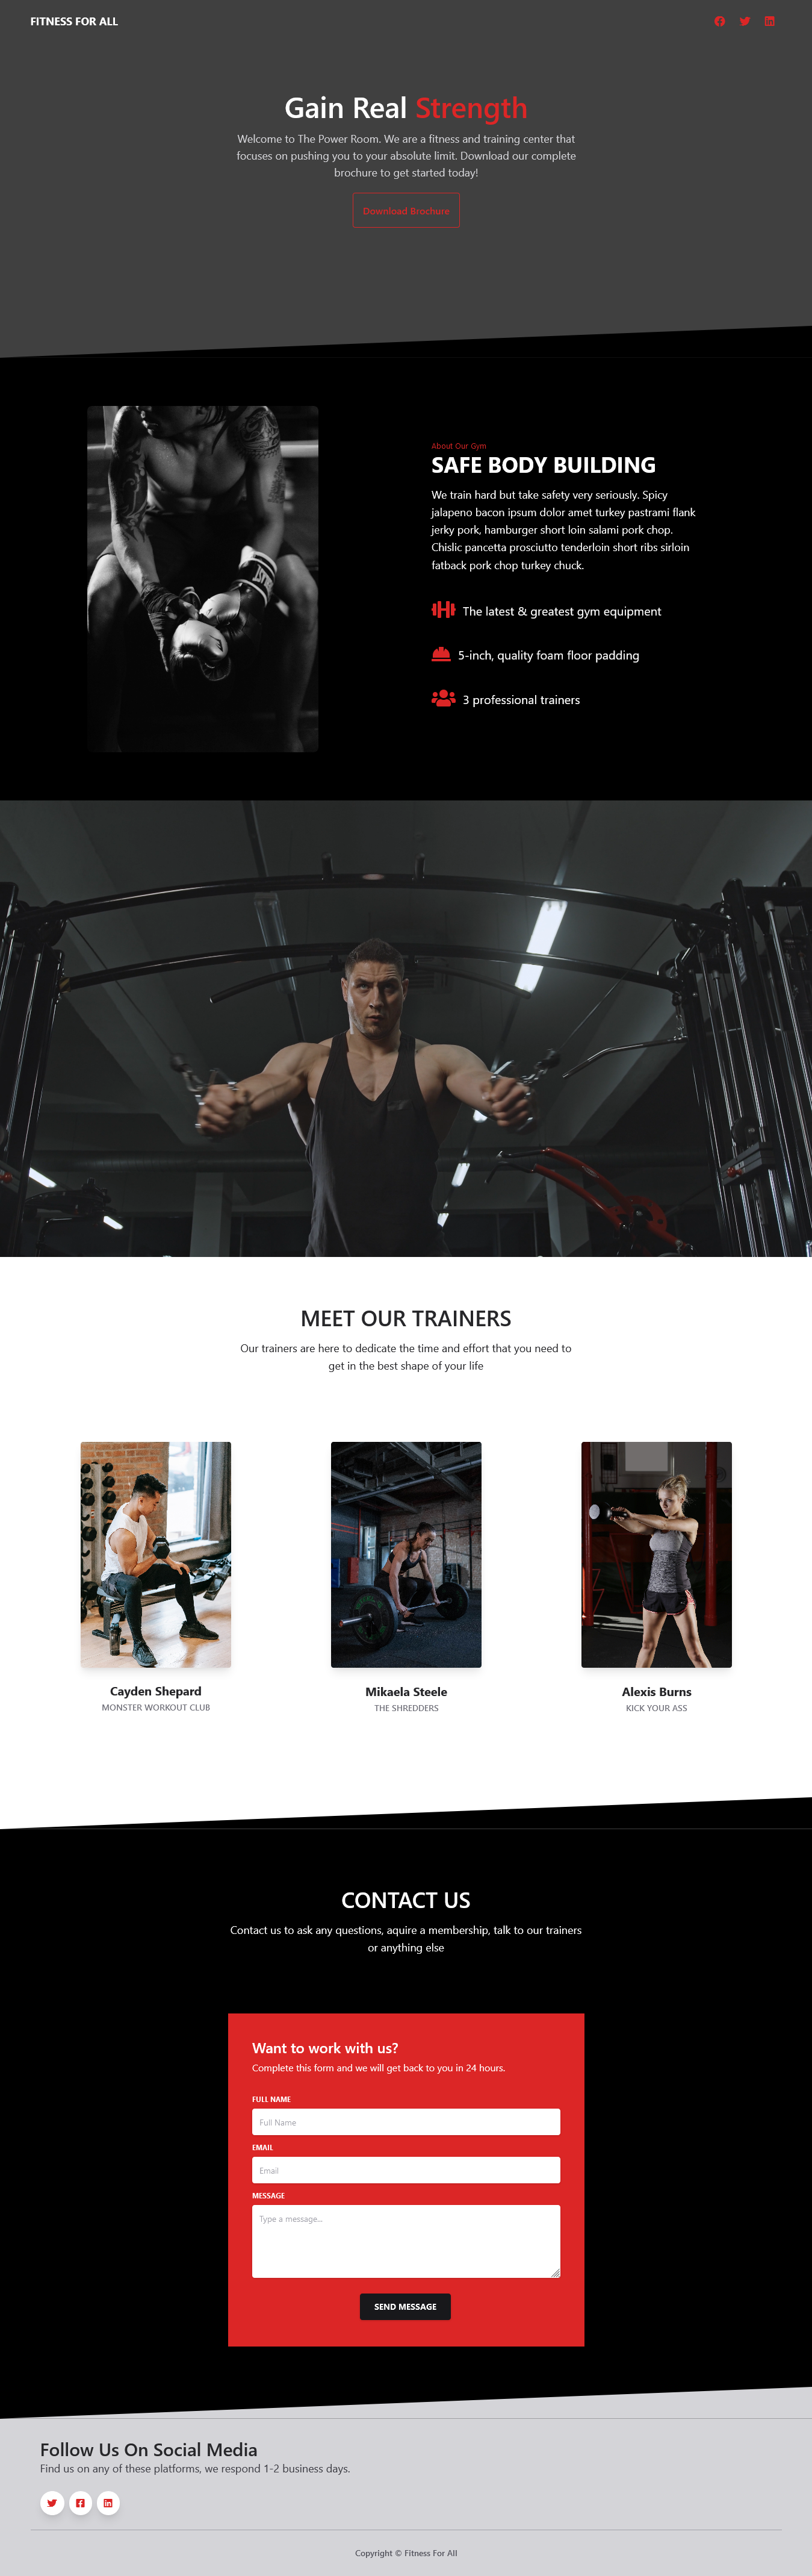 FITNESS FOR ALL
Gain Real Strength
Welcome to The Power Room. We are a fitness and training center that
focuses on pushing you to your absolute limit. Download our complete
brochure to get started today!
Download Brochure
About Our Gym
SAFE BODY BUILDING
We train hard but take safety very seriously. Spicy
jalapeno bacon ipsum dolor amet turkey pastrami flank
jerky pork, hamburger short loin salami pork chop.
Chislic pancetta prosciutto tenderloin short ribs sirloin
fatback pork chop turkey chuck.
The latest & greatest gym equipment
5-inch, quality foam floor padding
3 professional trainers
MEET OUR TRAINERS
Our trainers are here to dedicate the time and effort that you need to
get in the best shape of your life
Cayden Shepard
MONSTER WORKOUT CLUB
Mikaela Steele
THE SHREDDERS
Alexis Burns
KICK YOUR ASS
CONTACT US
Contact us to ask any questions, aquire a membership, talk to our trainers
or anything else
Want to work with us?
Complete this form and we will get back to you in 24 hours.
FULL NAME
Full Name
EMAIL
Email
MESSAGE
Type a message...
SEND MESSAGE
Follow Us On Social Media
Find us on any of these platforms, we respond 1-2 business days.
Copyright © Fitness For All